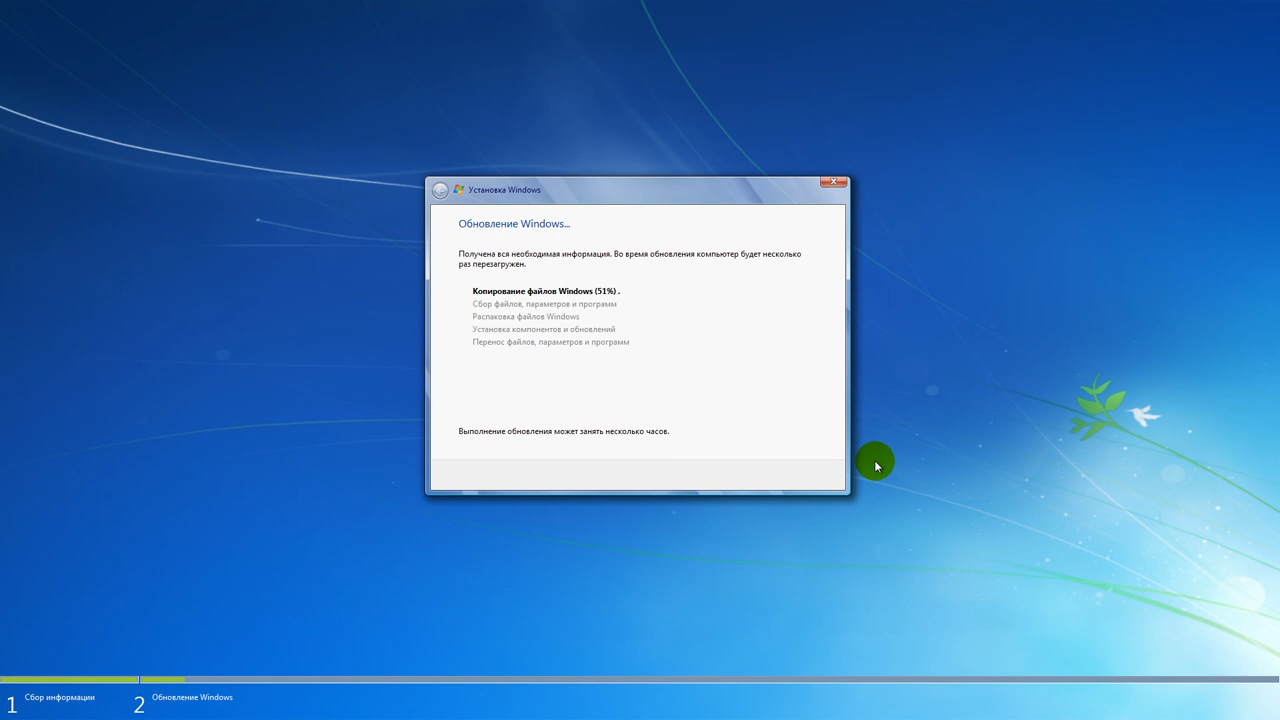 Установка Windows
Обновление Windows...
Получена вся необходимая информация. Во время обновления компьютер будет несколько
раз перезагружен.
Копирование файлов Windows (51%) .
Сбор файлов, параметров и программ
Распаковка файлов Windows
Установка компонентов и обновлений
Перенос файлов, параметров и программ
Выполнение обновления может занять несколько часов.
1 Сбор информации
2 Обновление Windows